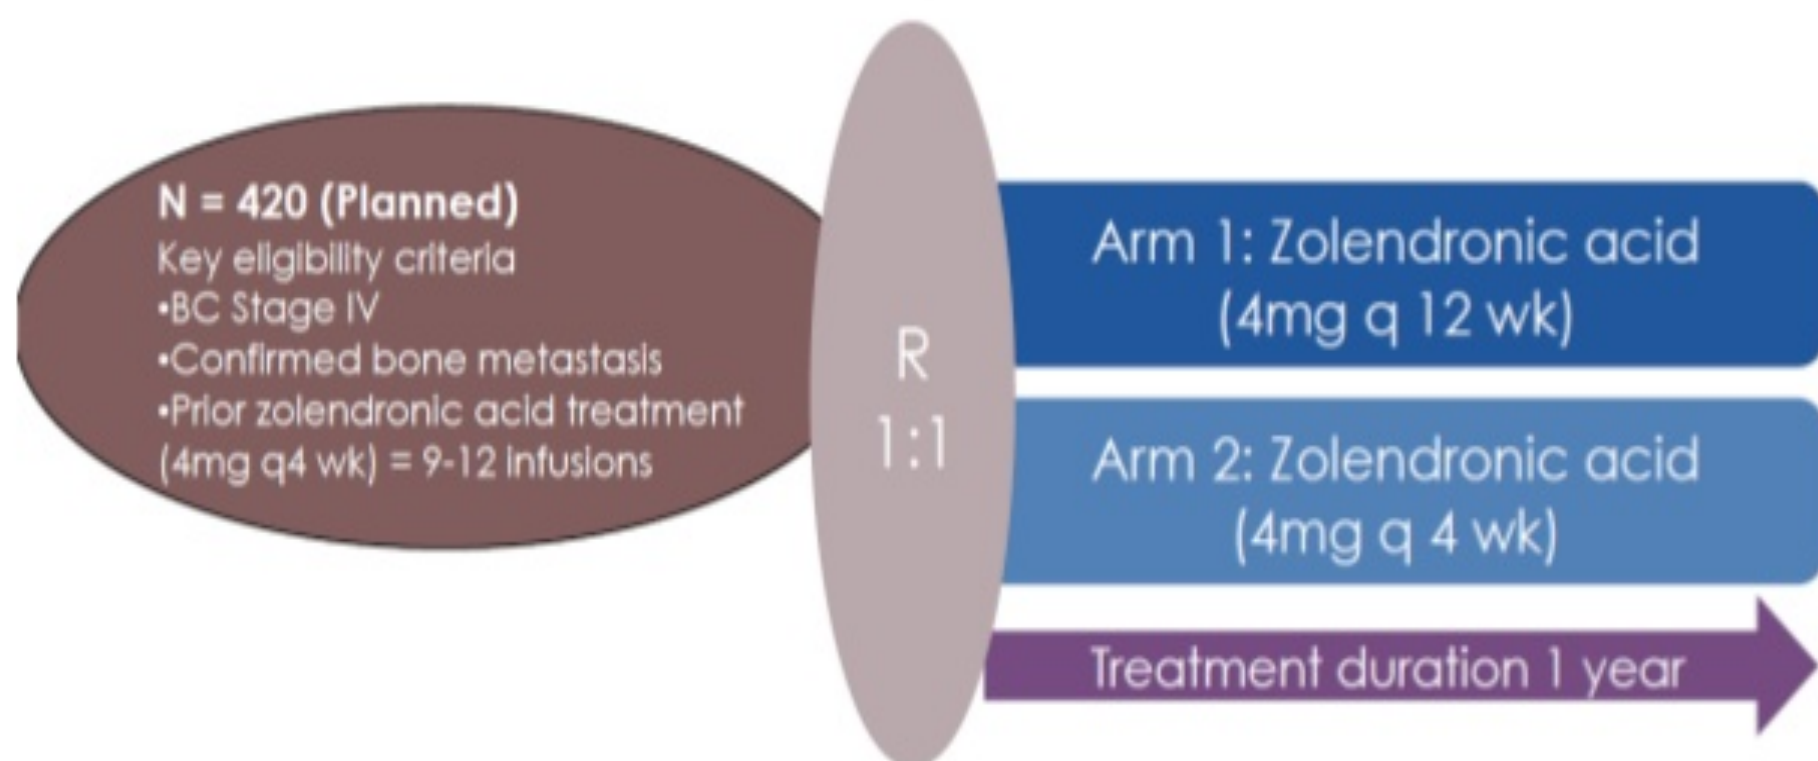 N = 420 (Planned)
Key eligibility criteria
•BC Stage IV
•Confirmed bone metastasis
•Prior zolendronic acid treatment
(4mg q4 wk) = 9-12 infusions
R
1:1
Arm 1: Zolendronic acid
(4mg q 12 wk)
Arm 2: Zolendronic acid
(4mg q 4 wk)
Treatment duration 1 year